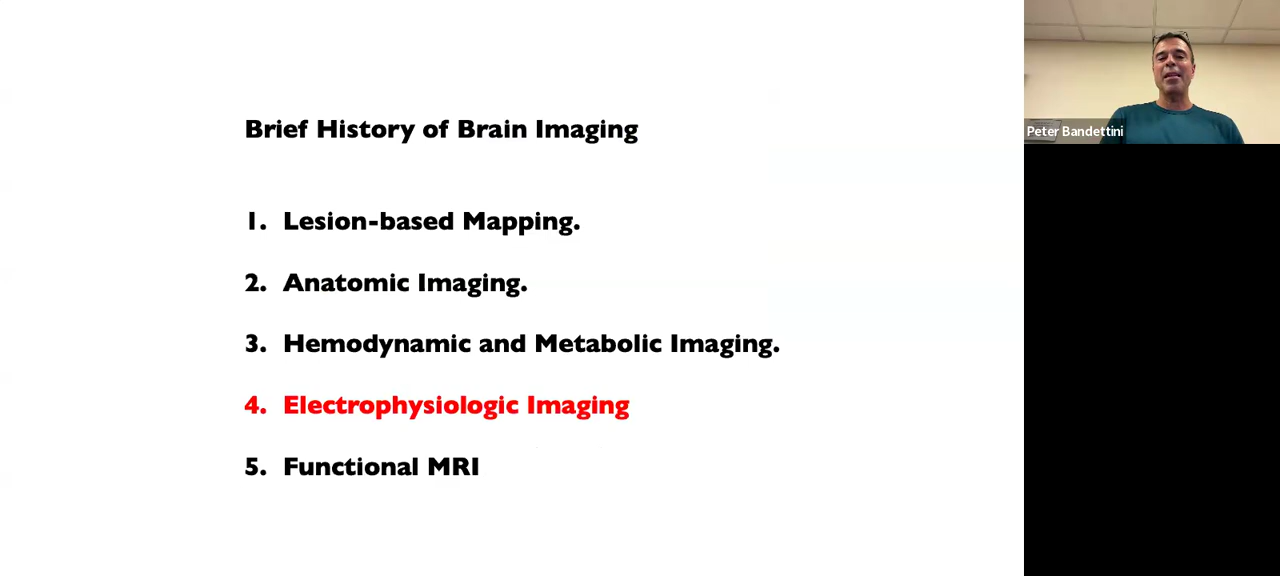 Brief History of Brain Imaging
1. Lesion-based Mapping.
2. Anatomic Imaging.
3. Hemodynamic and Metabolic Imaging.
4. Electrophysiologic Imaging
5. Functional MRI
Peter Bandettini